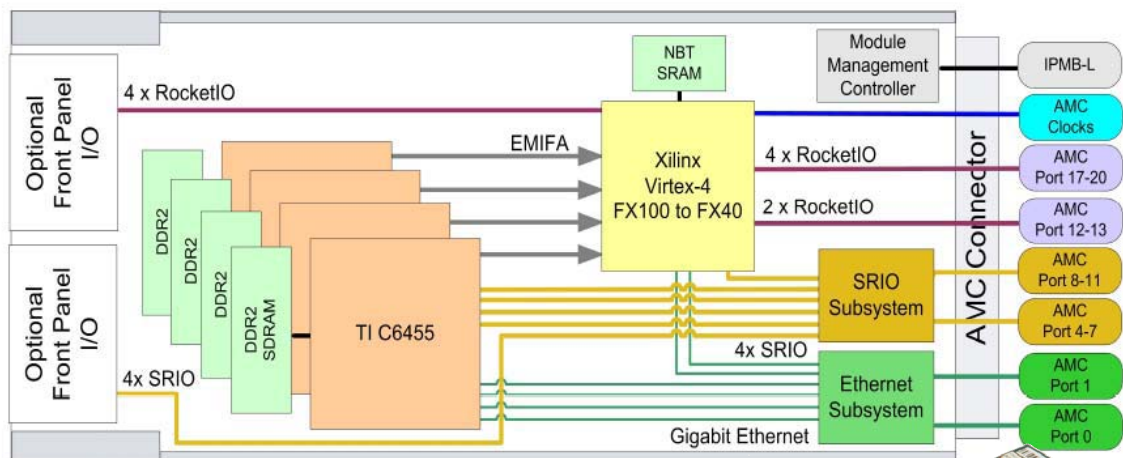 Optional
Front Panel
I/O
4 x RocketIO
NBT
SRAM
Module
Management
Controller
IPMB-L
AMC
Clocks
EMIFA
Xilinx
Virtex-4
FX100 to FX40
4 x RocketIO
AMC
Port 17-20
2 x RocketIO
AMC
Port 12-13
DDR2
DDR2
DDR2
DDR2
SDRAM
TI C6455
SRIO
Subsystem
AMC
Port 8-11
AMC
Port 4-7
AMC Connector
Optional
Front Panel
I/O
4x SRIO
4x SRIO
Ethernet
Subsystem
AMC
Port 1
Gigabit Ethernet
AMC
Port 0